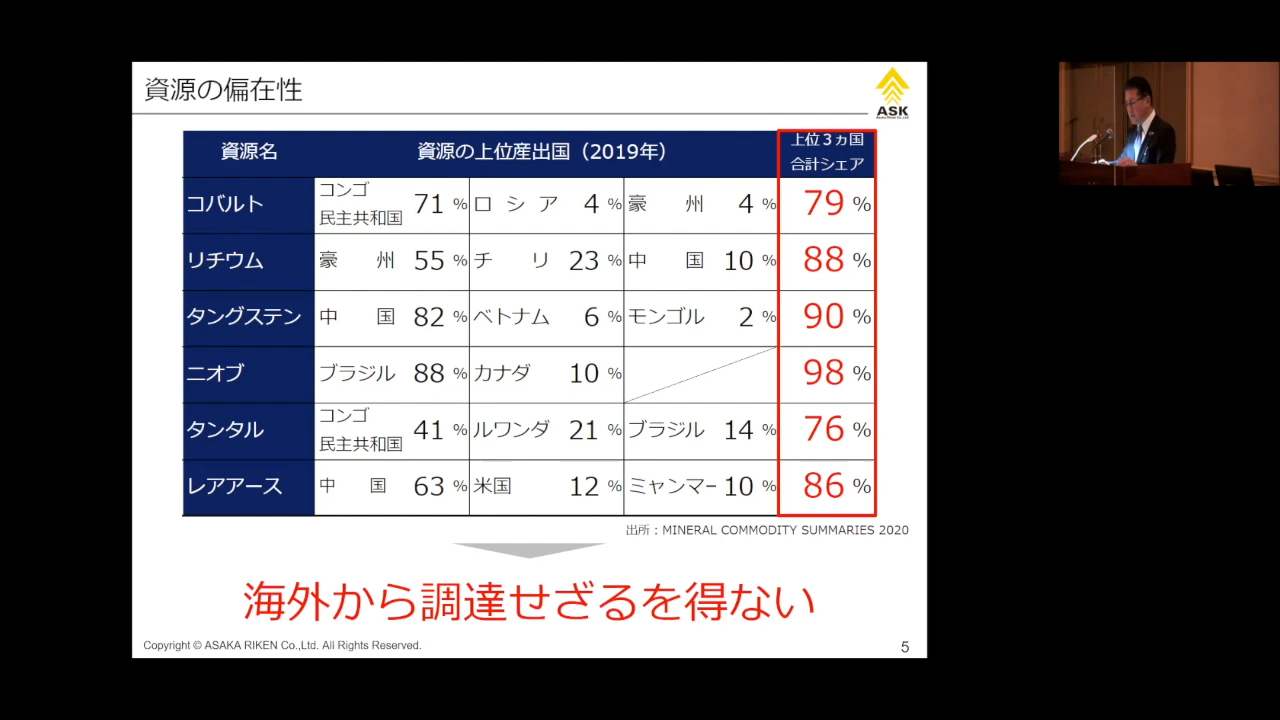 資源の偏在性
ASK
Asaka Riken Co., Ltd.
資源名 資源の上位産出国（2019年） 上位３ヵ国
合計シェア
コバルト コンゴ
民主共和国 71 % ロシア 4 % 豪州 4 % 79 %
リチウム 豪州 55 % チリ 23 % 中国 10 % 88 %
タングステン 中国 82 % ベトナム 6 % モンゴル 2 % 90 %
ニオブ ブラジル 88 % カナダ 10 % 98 %
タンタル コンゴ
民主共和国 41 % ルワンダ 21 % ブラジル 14 % 76 %
レアアース 中国 63 % 米国 12 % ミャンマー 10 % 86 %
出所：MINERAL COMMODITY SUMMARIES 2020
海外から調達せざるを得ない
Copyright © ASAKA RIKEN Co.,Ltd. All Rights Reserved.
5